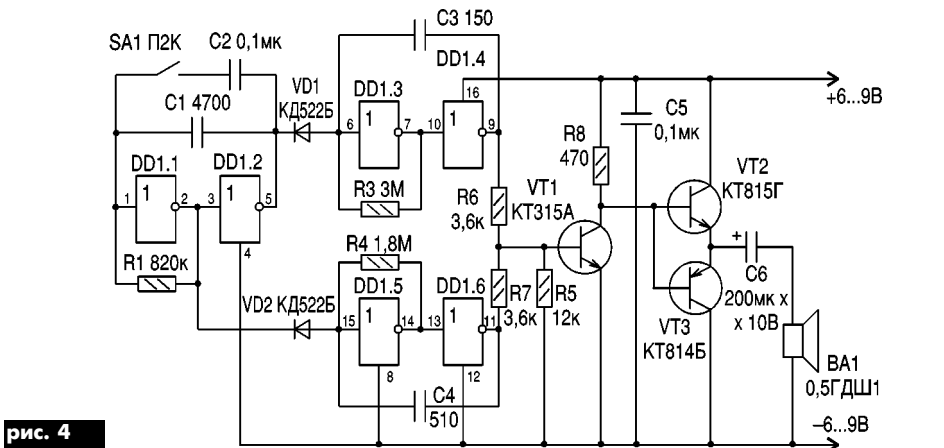 C3 150
SA1 П2К
C2 0,1мк
DD1.4
VD1
КД522Б
DD1.3
16
+6...9В
C1 4700
1
1
6
7
10
9
C5
0,1мк
R8
470
DD1.1
DD1.2
VT2
КТ815Г
1
1
1
2
3
5
R3 3М
R6
3,6к
VT1
КТ315А
4
R4 1,8М
+
C6
200мк х
х 10В
R1 820к
VD2 КД522Б
DD1.5
DD1.6
R7
3,6к
R5
12к
1
1
15
14
13
11
VT3
КТ814Б
8
12
BA1
0,5ГДШ1
C4
510
рис. 4
–6...9В